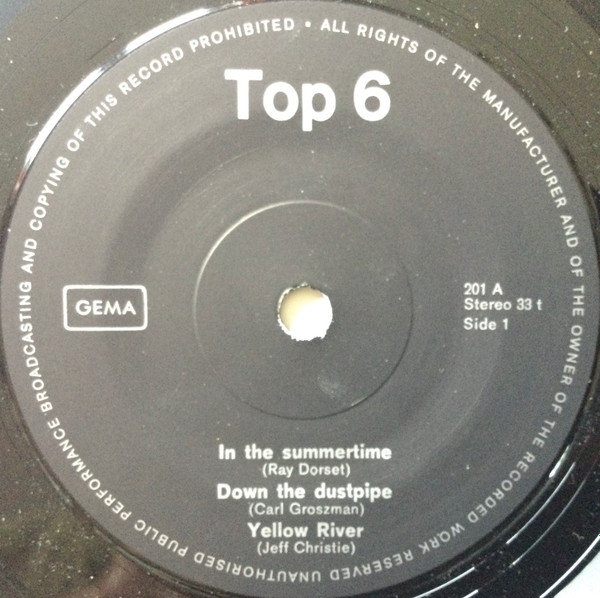 ALL RIGHTS OF THE MANUFACTURER AND OF THE OWNER OF THE RECORDED WORK RESERVED UNAUTHORISED PUBLIC PERFORMANCE BROADCASTING AND COPYING OF THIS RECORD PROHIBITED •
Top 6
GEMA
201 A
Stereo 33 t
Side 1
In the summertime
(Ray Dorset)
Down the dustpipe
(Carl Groszman)
Yellow River
(Jeff Christie)